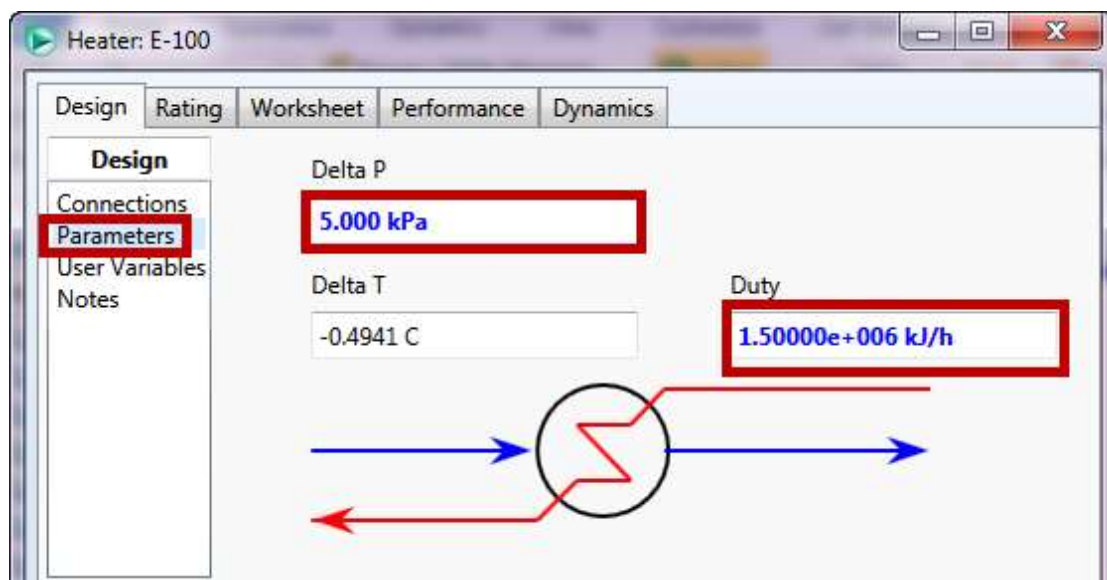 Heater: E-100
Design Rating Worksheet Performance Dynamics
Design
Connections
Parameters
User Variables
Notes
Delta P
5.000 kPa
Delta T
-0.4941 C
Duty
1.50000e+006 kJ/h